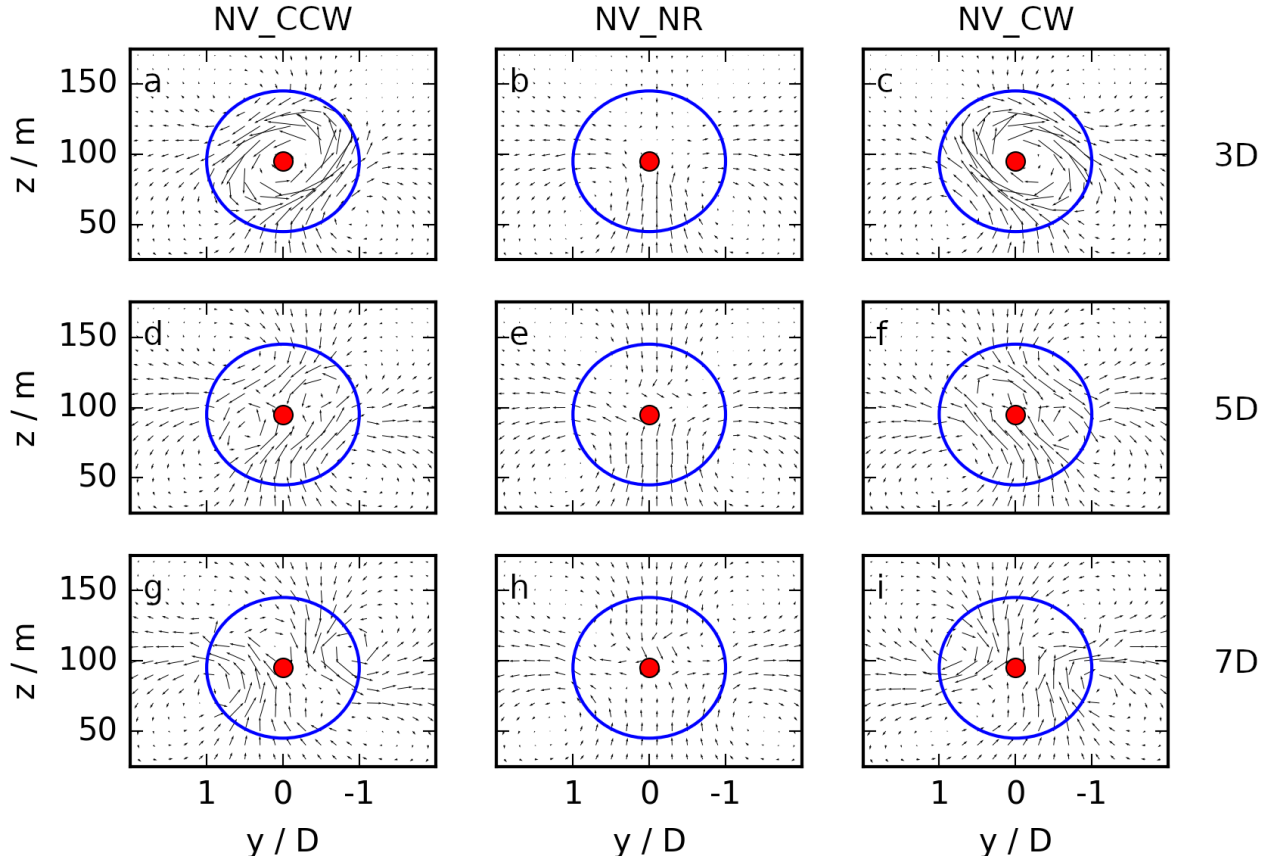 NV_CCW NV_NR NV_CW
a b c
150
100
50
z / m
3D
d e f
150
100
50
z / m
5D
g h i
150
100
50
z / m
7D
1 0 -1 1 0 -1 1 0 -1
y / D y / D y / D